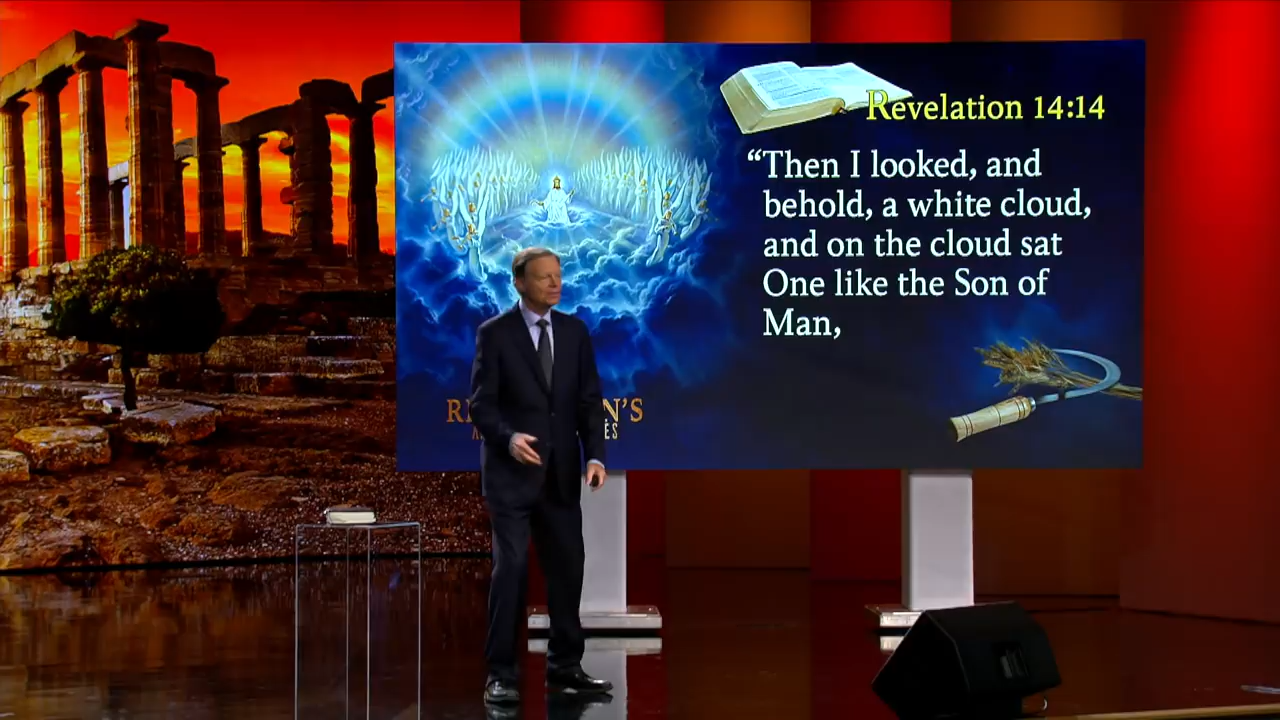 Revelation 14:14
“Then I looked, and
behold, a white cloud,
and on the cloud sat
One like the Son of
Man,